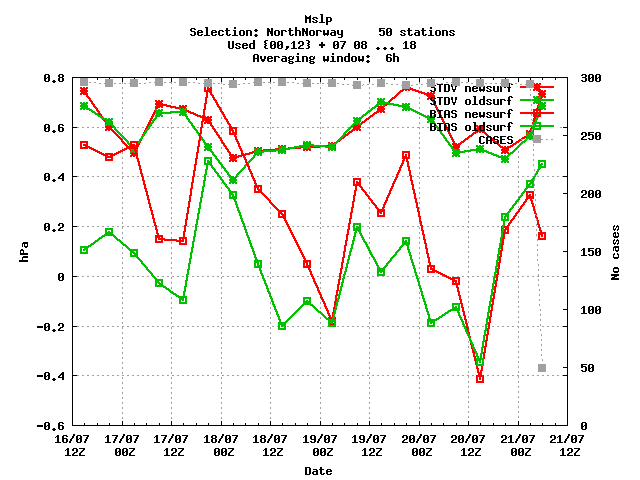 Mslp
Selection: NorthNorway 50 stations
Used {00,12} + 07 08 ... 18
Averaging window: 6h
STDV newsurf
STDV oldsurf
BIAS newsurf
BIAS oldsurf
CASES
0,8
0,6
0,4
0,2
0
-0,2
-0,4
-0,6
hPa
300
250
200
150
100
50
0
No cases
16/07 17/07 17/07 18/07 18/07 19/07 19/07 20/07 20/07 21/07 21/07
12Z 00Z 12Z 00Z 12Z 00Z 12Z 00Z 12Z 00Z 12Z
Date